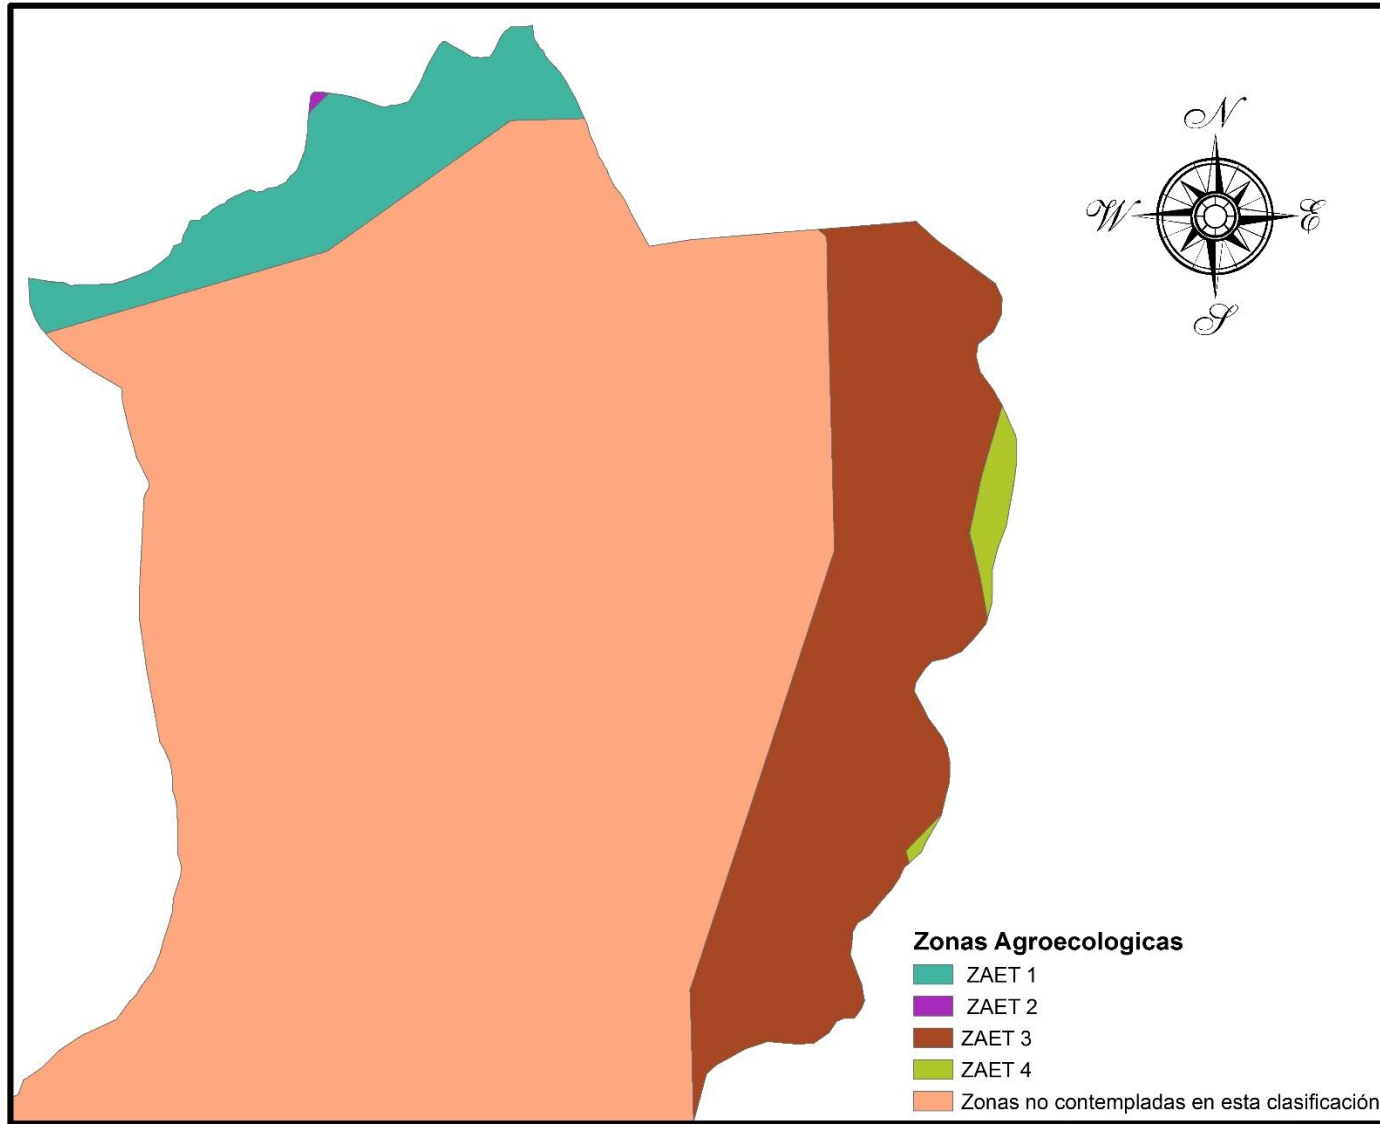 N
W
E
S
Zonas Agroecologicas
ZAET 1
ZAET 2
ZAET 3
ZAET 4
Zonas no contempladas en esta clasificación